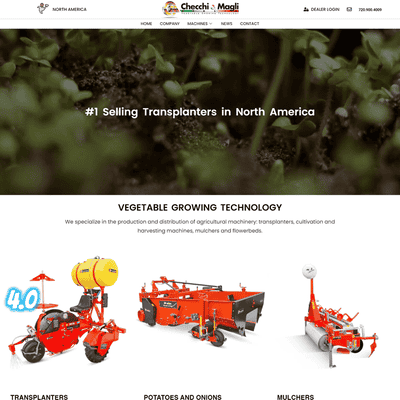 NORTH AMERICA
Checchi & Magli
DEALER LOGIN
720-950-4009
HOME
COMPANY
MACHINES
NEWS
CONTACT
#1 Selling Transplanters in North America
VEGETABLE GROWING TECHNOLOGY
We specialize in the production and distribution of agricultural machinery: transplanters, cultivation and
harvesting machines, mulchers and flowerbeds.
4.0
TRANSPLANTERS
POTATOES AND ONIONS
MULCHERS